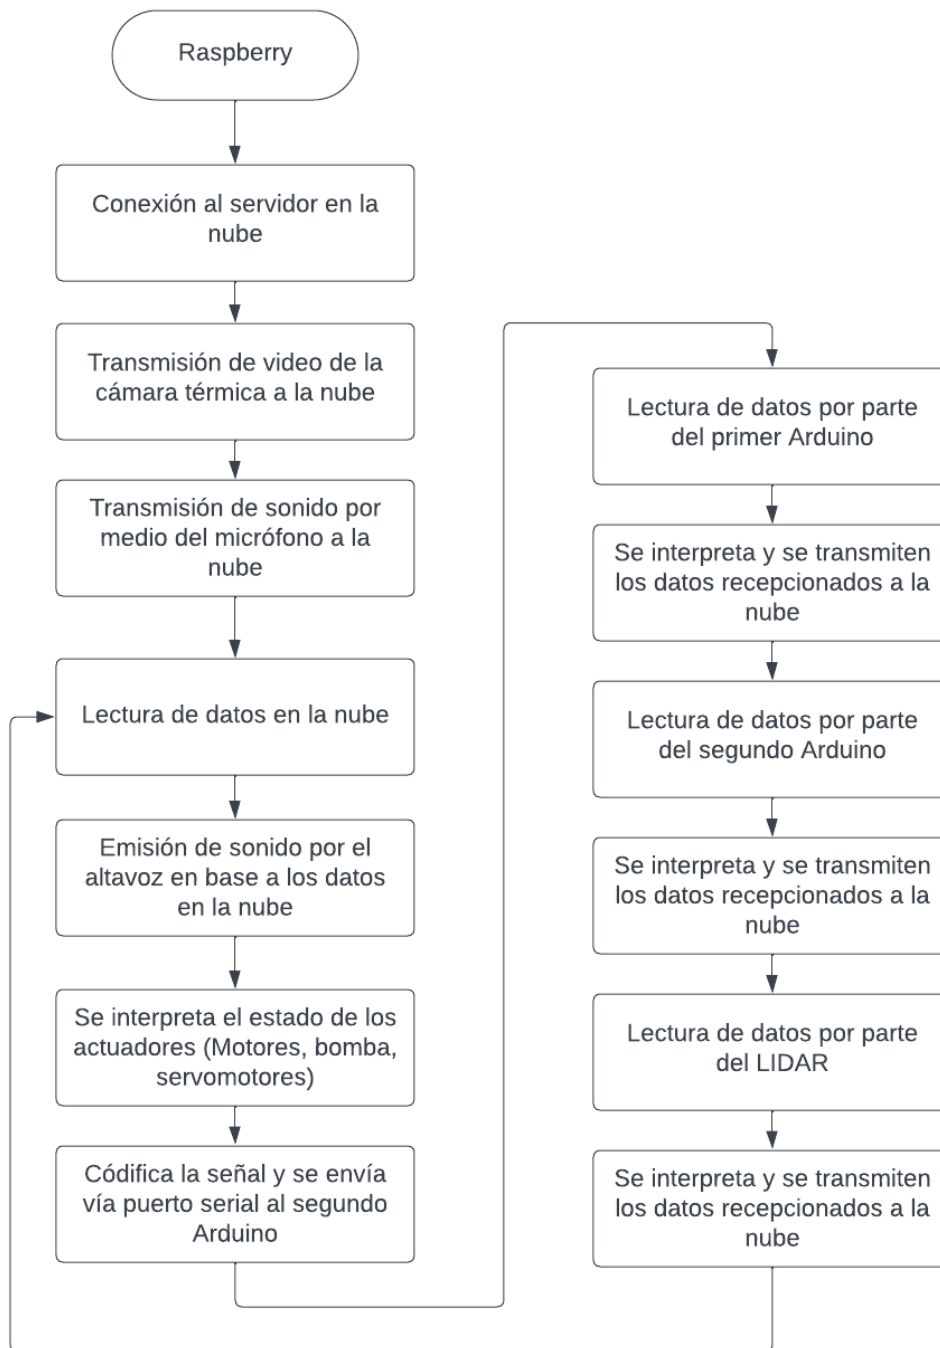 Raspberry
Conexión al servidor en la
nube
Transmisión de video de la
cámara térmica a la nube
Transmisión de sonido por
medio del micrófono a la
nube
Lectura de datos en la nube
Emisión de sonido por el
altavoz en base a los datos
en la nube
Se interpreta el estado de los
actuadores (Motores, bomba,
servomotores)
Códifica la señal y se envía
vía puerto serial al segundo
Arduino
Lectura de datos por parte
del primer Arduino
Se interpreta y se transmiten
los datos recepcionados a la
nube
Lectura de datos por parte
del segundo Arduino
Se interpreta y se transmiten
los datos recepcionados a la
nube
Lectura de datos por parte
del LIDAR
Se interpreta y se transmiten
los datos recepcionados a la
nube